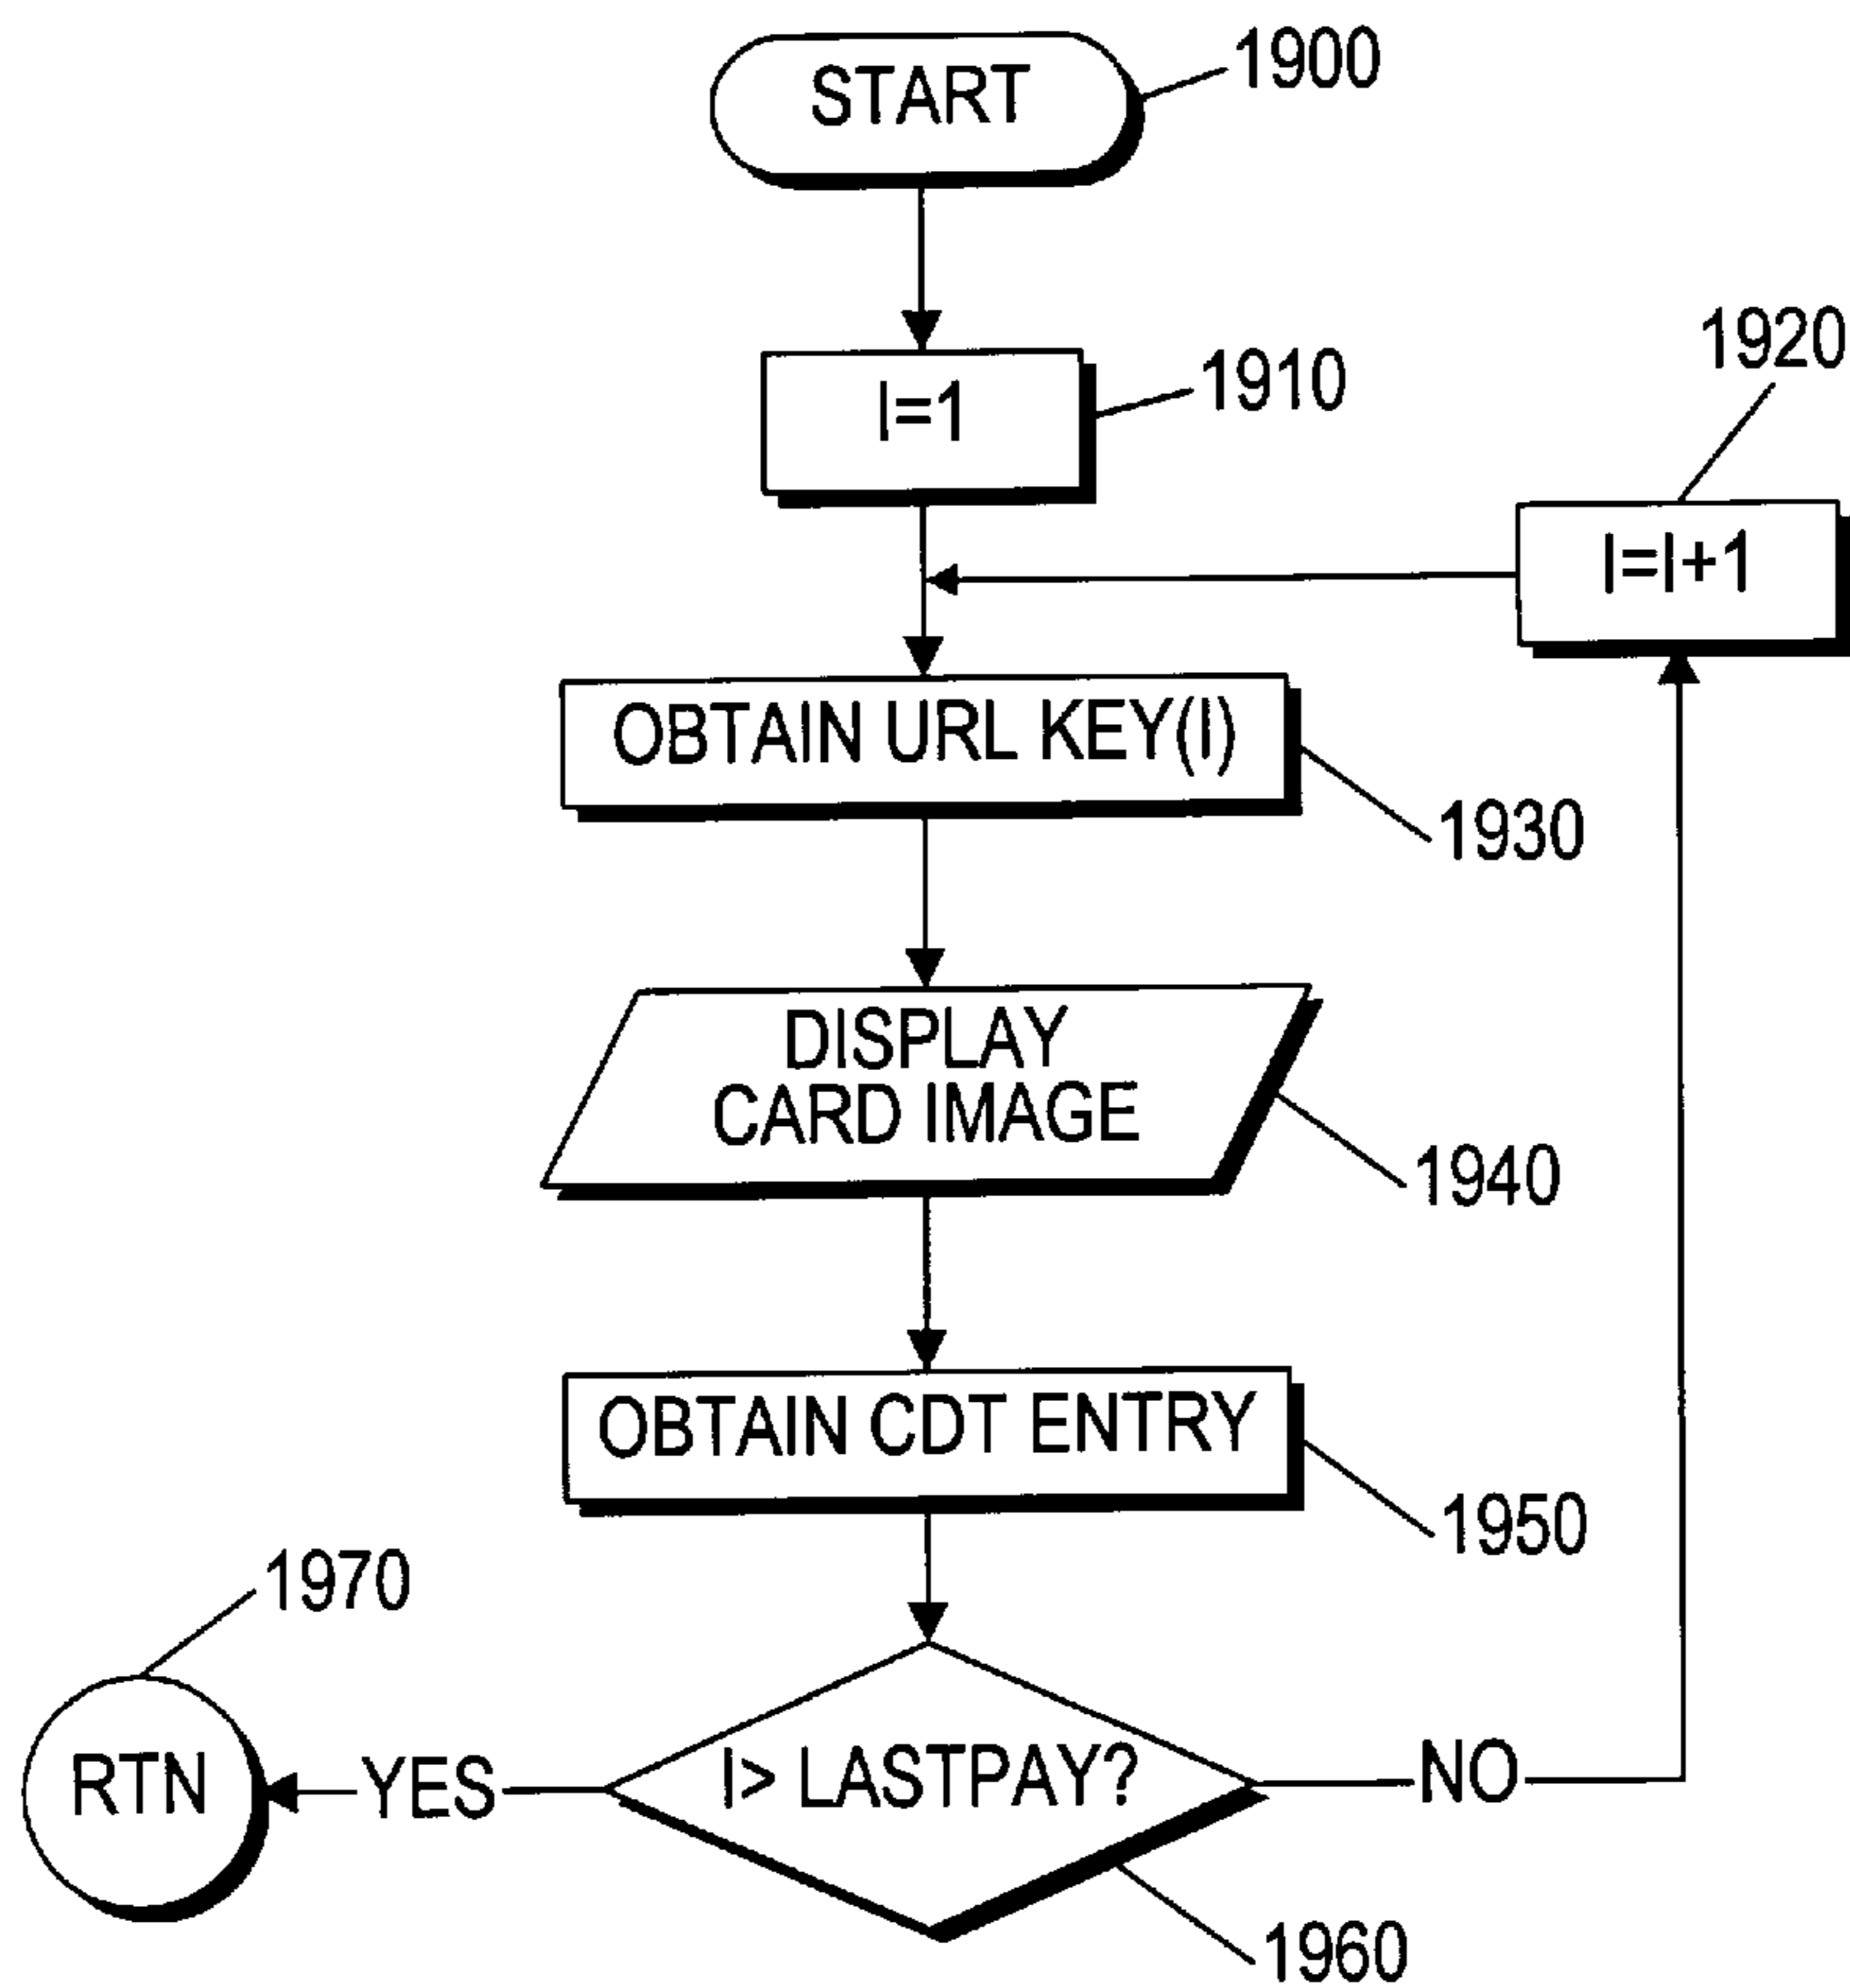 START
1900
I=1
1910
1920
I=I+1
OBTAIN URL KEY(I)
1930
DISPLAY
CARD IMAGE
1940
OBTAIN CDT ENTRY
1950
1970
RTN
YES
I> LASTPAY?
NO
1960